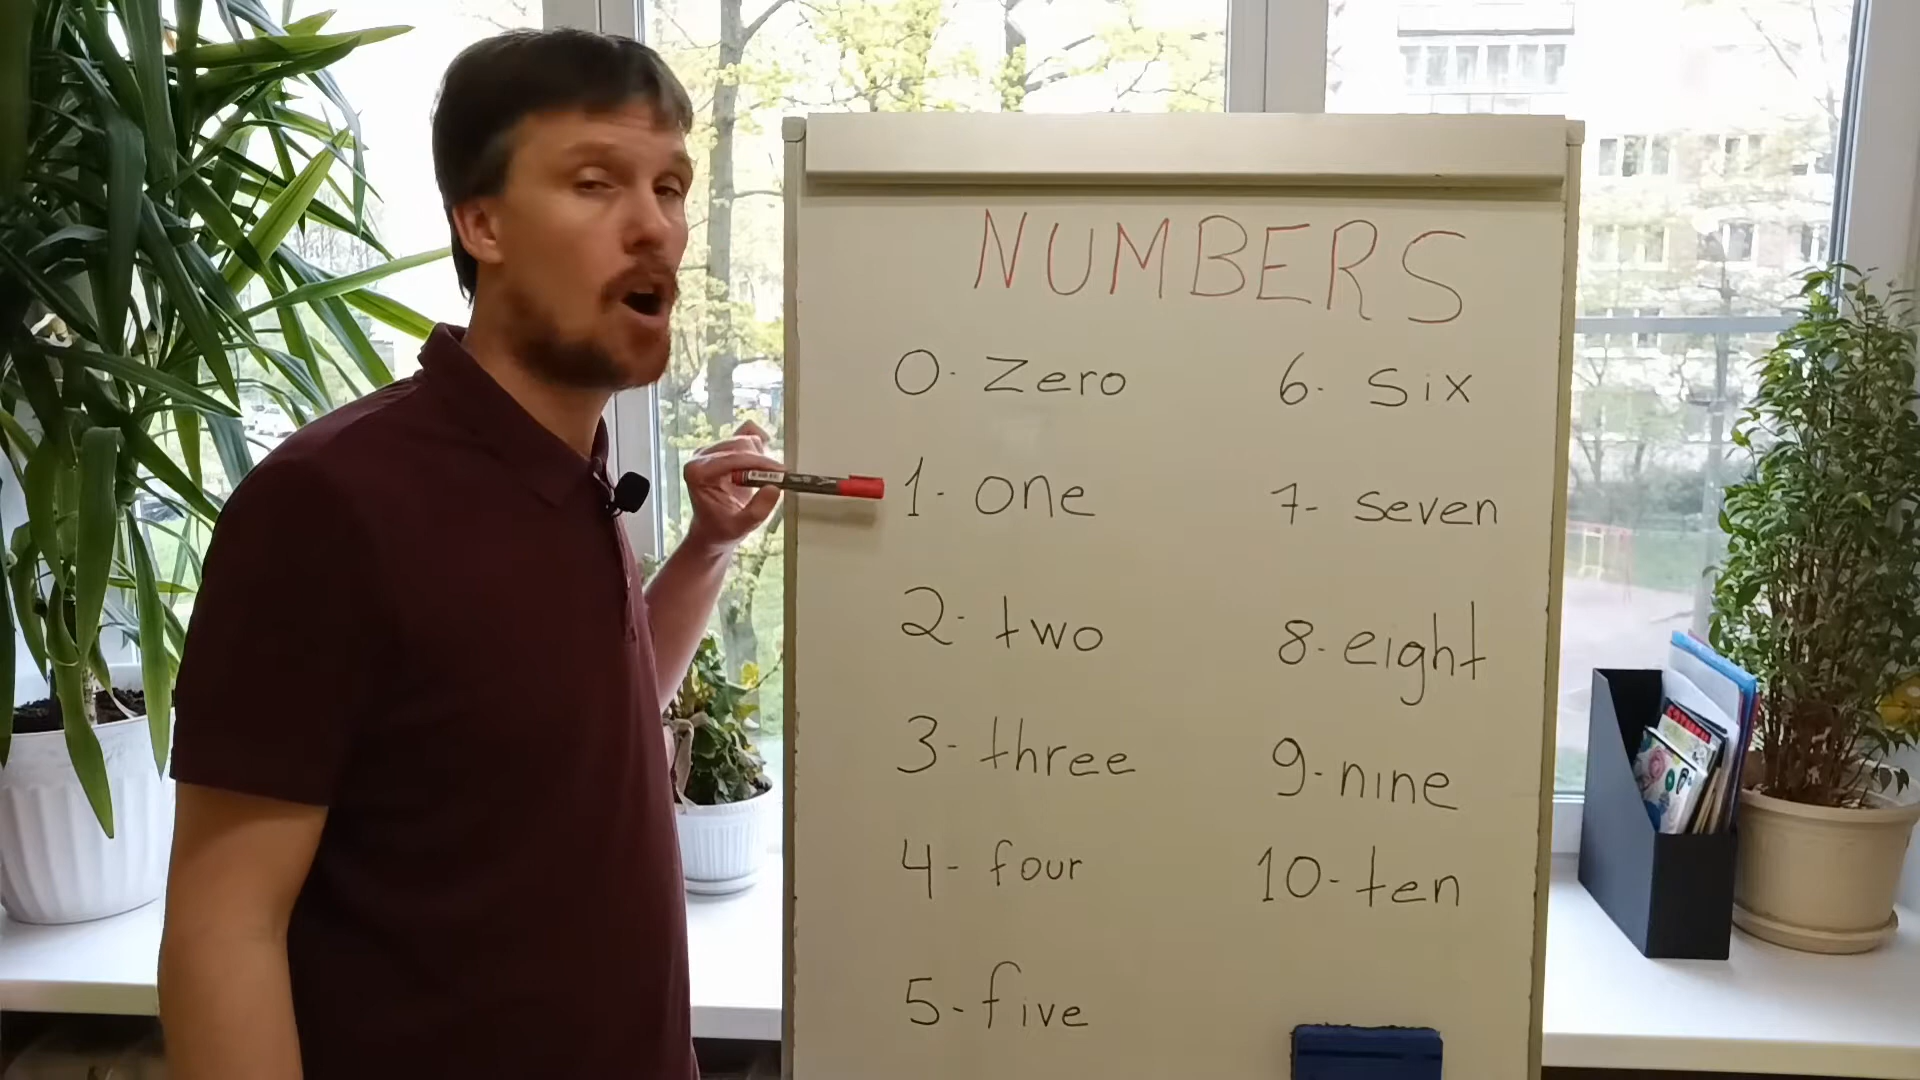 NUMBERS
0- zero
1- one
2- two
3- three
4- four
5- five
6- six
7- seven
8- eight
9- nine
10- ten